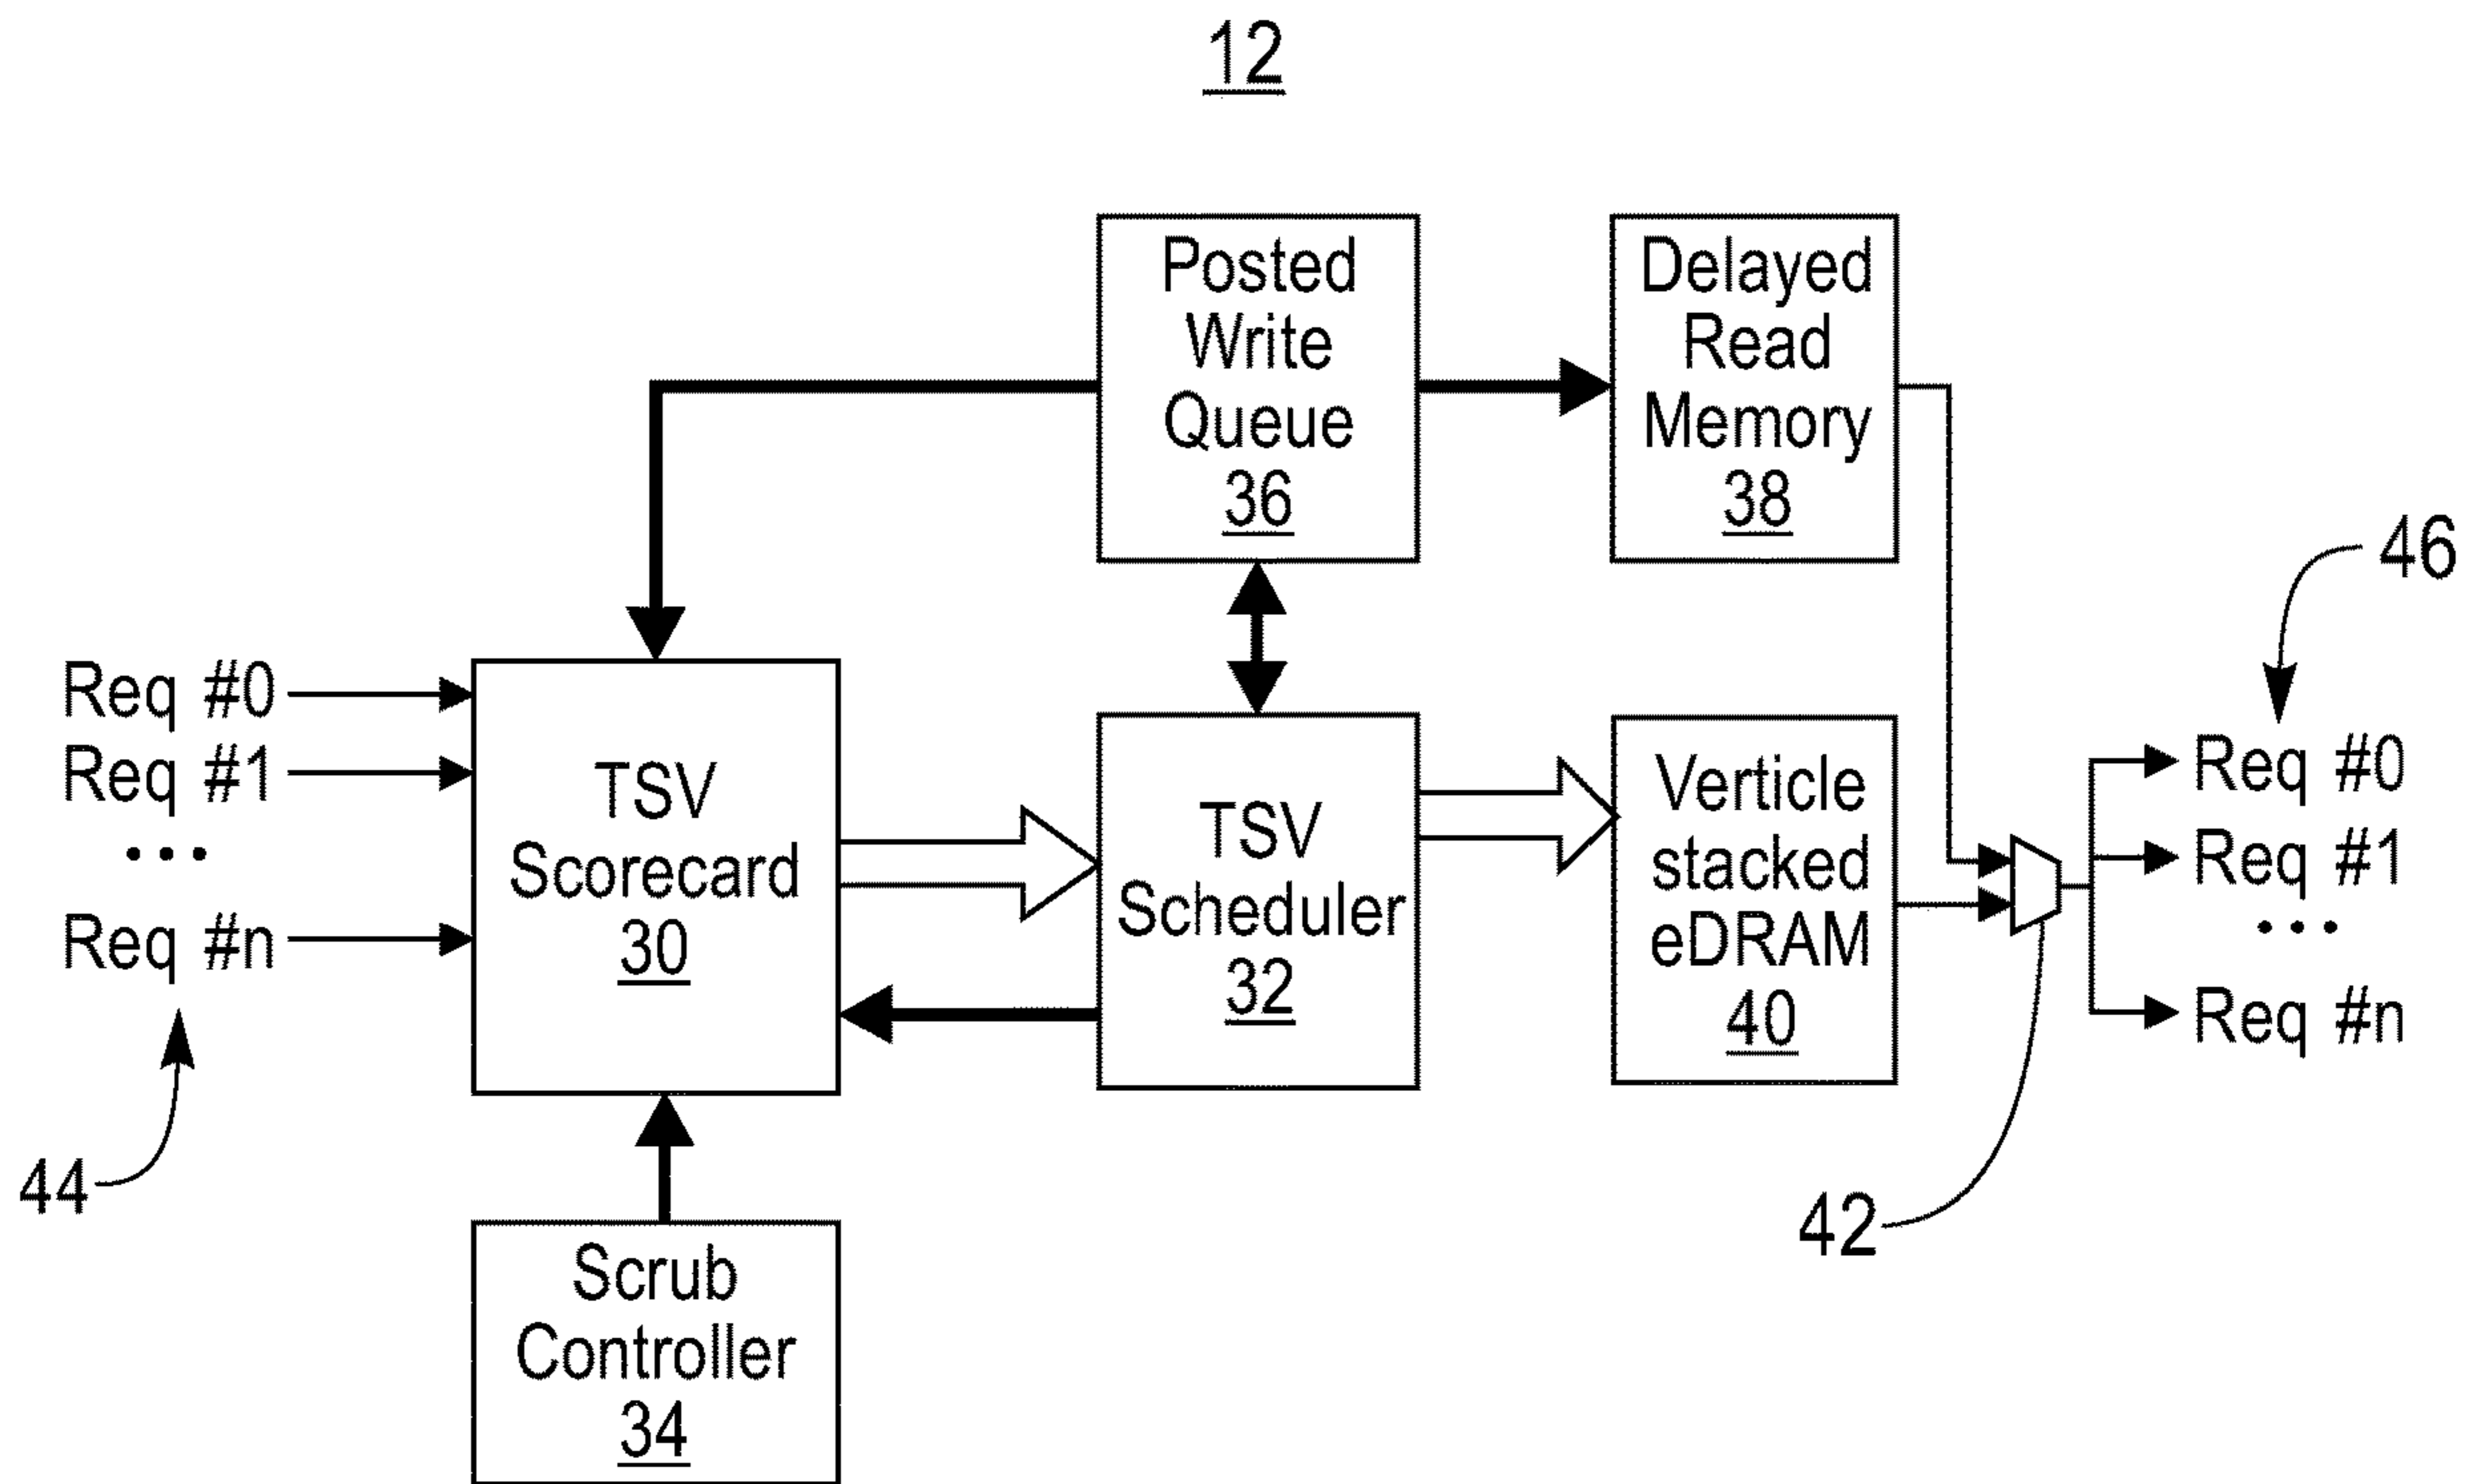 12
Posted
Write
Queue
36
Delayed
Read
Memory
38
46
Req #0
Req #1
• • •
Req #n
44
TSV
Scorecard
30
TSV
Scheduler
32
Verticle
stacked
eDRAM
40
Req #0
Req #1
• • •
Req #n
42
Scrub
Controller
34